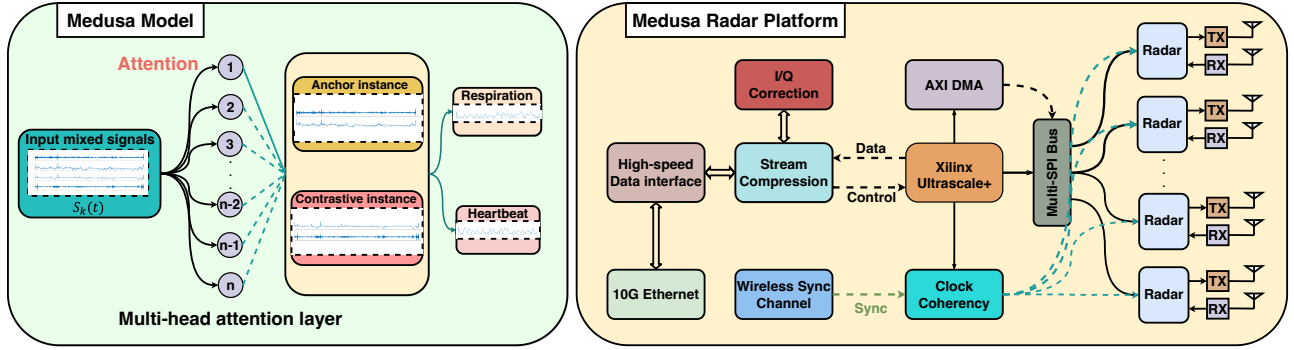 Medusa Model
Attention
Input mixed signals
S_k(t)
1
2
3
n-2
n-1
n
Anchor instance
Contrastive instance
Respiration
Heartbeat
Multi-head attention layer
Medusa Radar Platform
I/Q
Correction
AXI DMA
High-speed
Data interface
Stream
Compression
Data
Control
Xilinx
Ultrascale+
Multi-SPI Bus
10G Ethernet
Wireless Sync
Channel
Sync
Clock
Coherency
Radar
TX
RX
Radar
TX
RX
Radar
TX
RX
Radar
TX
RX